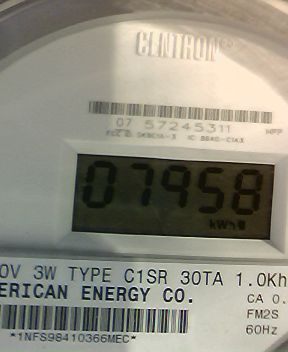 CENTRON®
07 57245311
07958
kWh
0V 3W TYPE C1SR 30TA 1.0Kh
ERICAN ENERGY CO.
CA 0.
FM2S
60Hz
*1NFS98410366MEC*